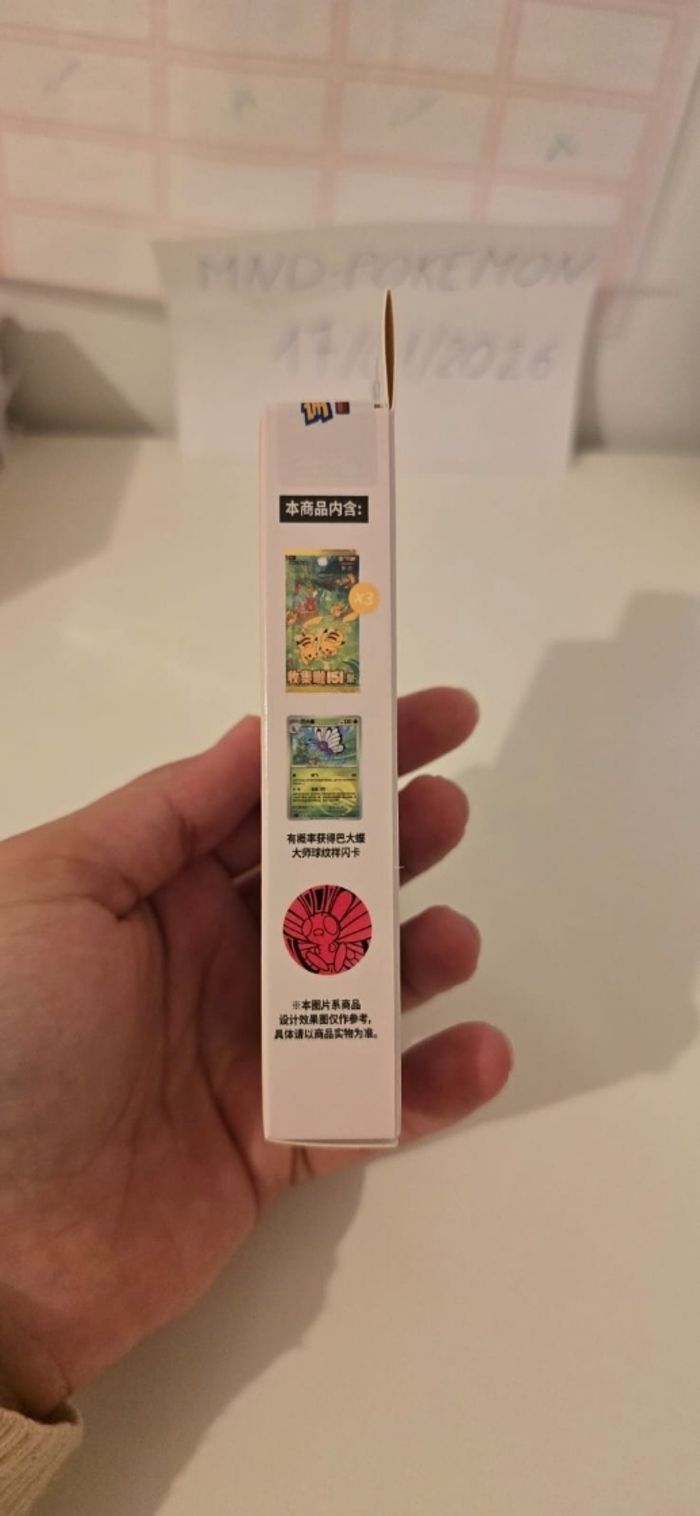 MND-POKEMON
17/01/2026
本商品内含:
x3
收集啦151
有概率获得巴大蝶
大师球纹样闪卡
※本图片系商品
设计效果图仅作参考,
具体请以商品实物为准。